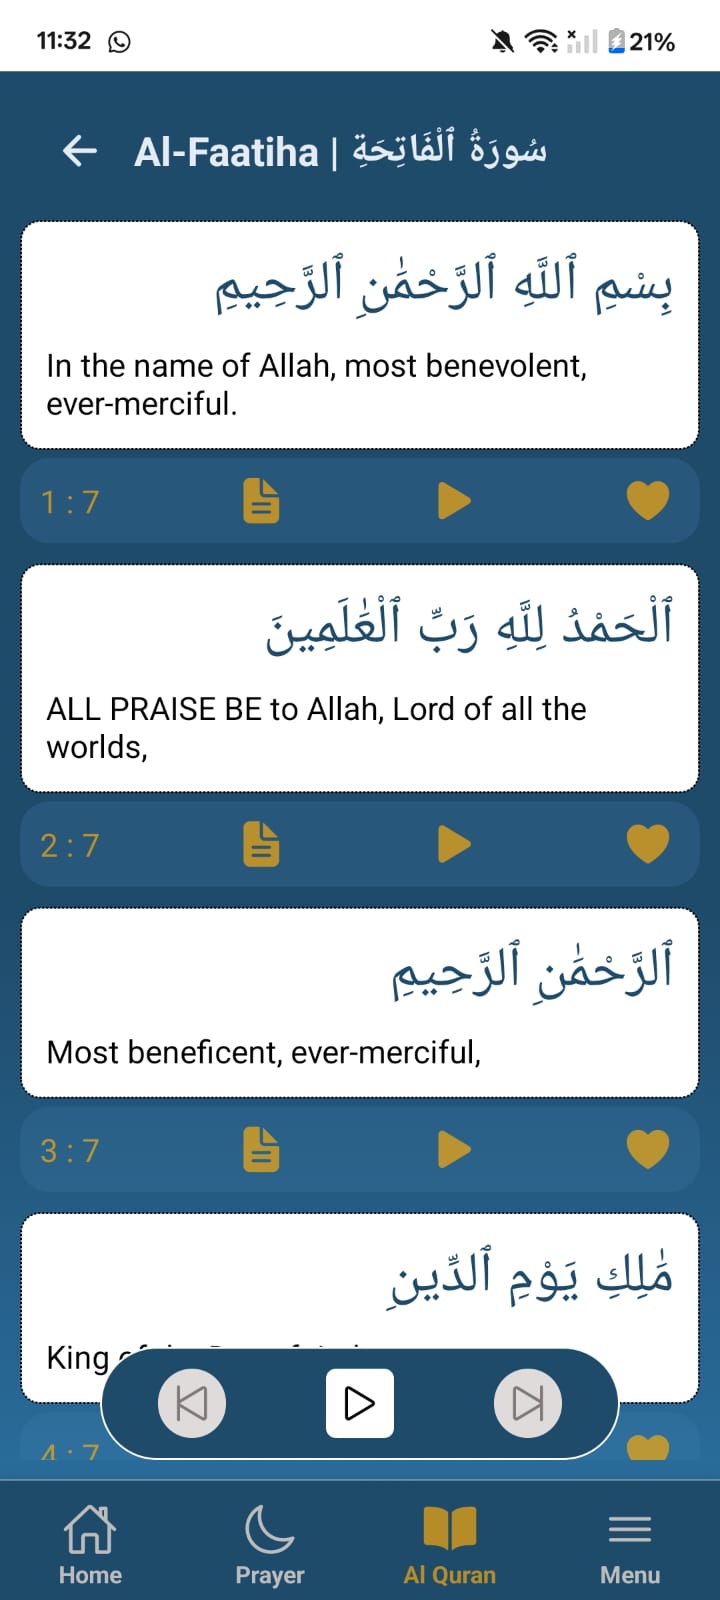 11:32
21%
Al-Faatiha | سُورَةُ ٱلْفَاتِحَةِ
بِسْمِ ٱللَّهِ ٱلرَّحْمَٰنِ ٱلرَّحِيمِ
In the name of Allah, most benevolent,
ever-merciful.
1 : 7
ٱلْحَمْدُ لِلَّهِ رَبِّ ٱلْعَٰلَمِينَ
ALL PRAISE BE to Allah, Lord of all the
worlds,
2 : 7
ٱلرَّحْمَٰنِ ٱلرَّحِيمِ
Most beneficent, ever-merciful,
3 : 7
مَٰلِكِ يَوْمِ ٱلدِّينِ
King
4 : 7
Home
Prayer
Al Quran
Menu